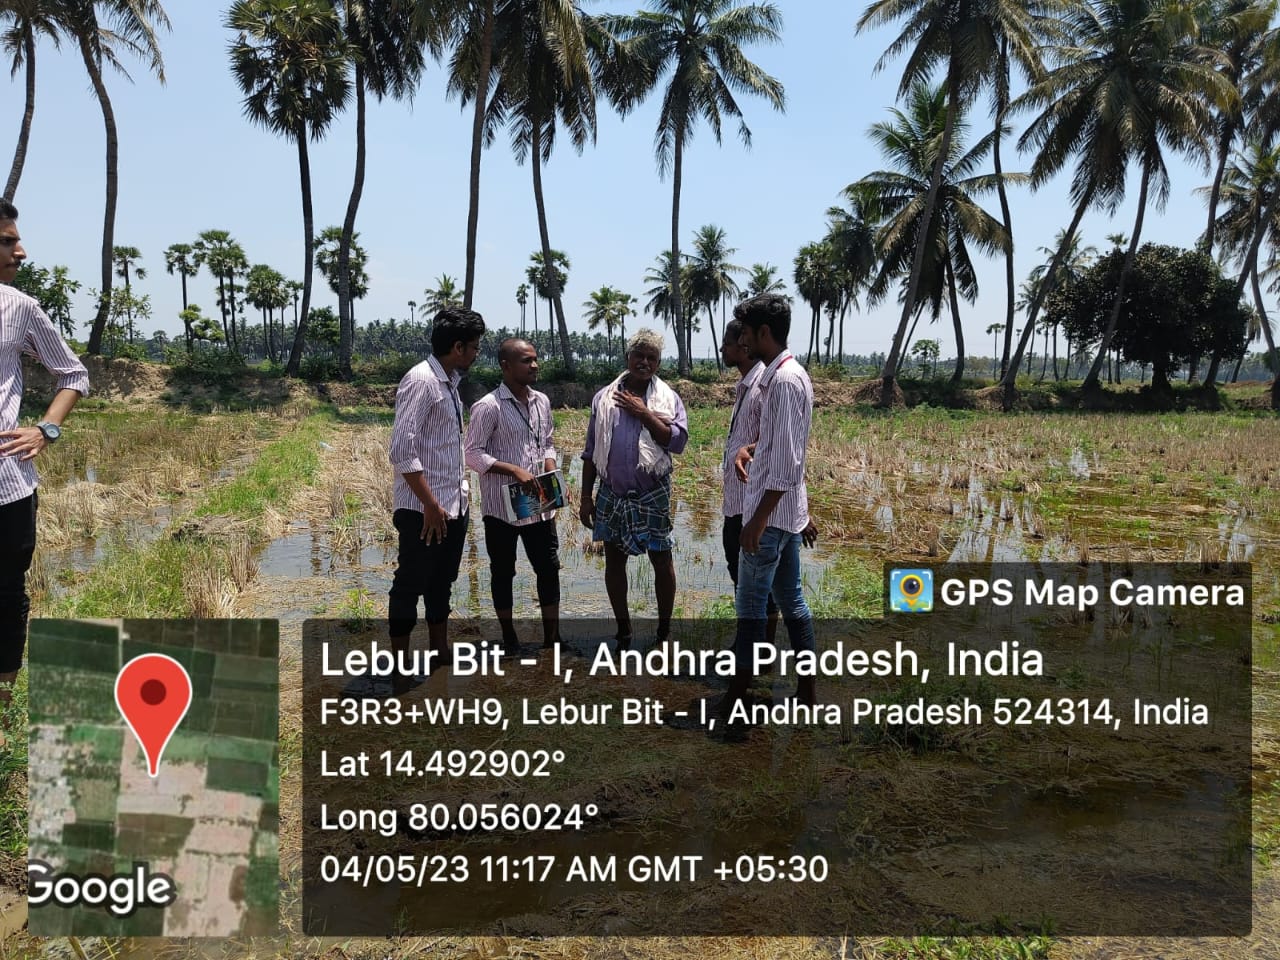 GPS Map Camera
Lebur Bit - I, Andhra Pradesh, India
F3R3+WH9, Lebur Bit - I, Andhra Pradesh 524314, India
Lat 14.492902°
Long 80.056024°
04/05/23 11:17 AM GMT +05:30
Google